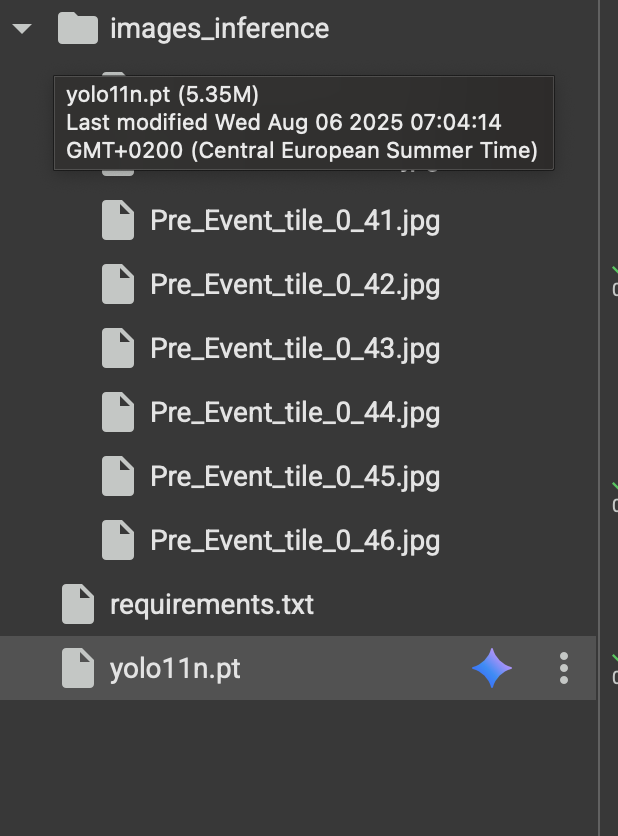 images_inference
yolo11n.pt (5.35M)
Last modified Wed Aug 06 2025 07:04:14
GMT+0200 (Central European Summer Time)
Pre_Event_tile_0_41.jpg
Pre_Event_tile_0_42.jpg
Pre_Event_tile_0_43.jpg
Pre_Event_tile_0_44.jpg
Pre_Event_tile_0_45.jpg
Pre_Event_tile_0_46.jpg
requirements.txt
yolo11n.pt